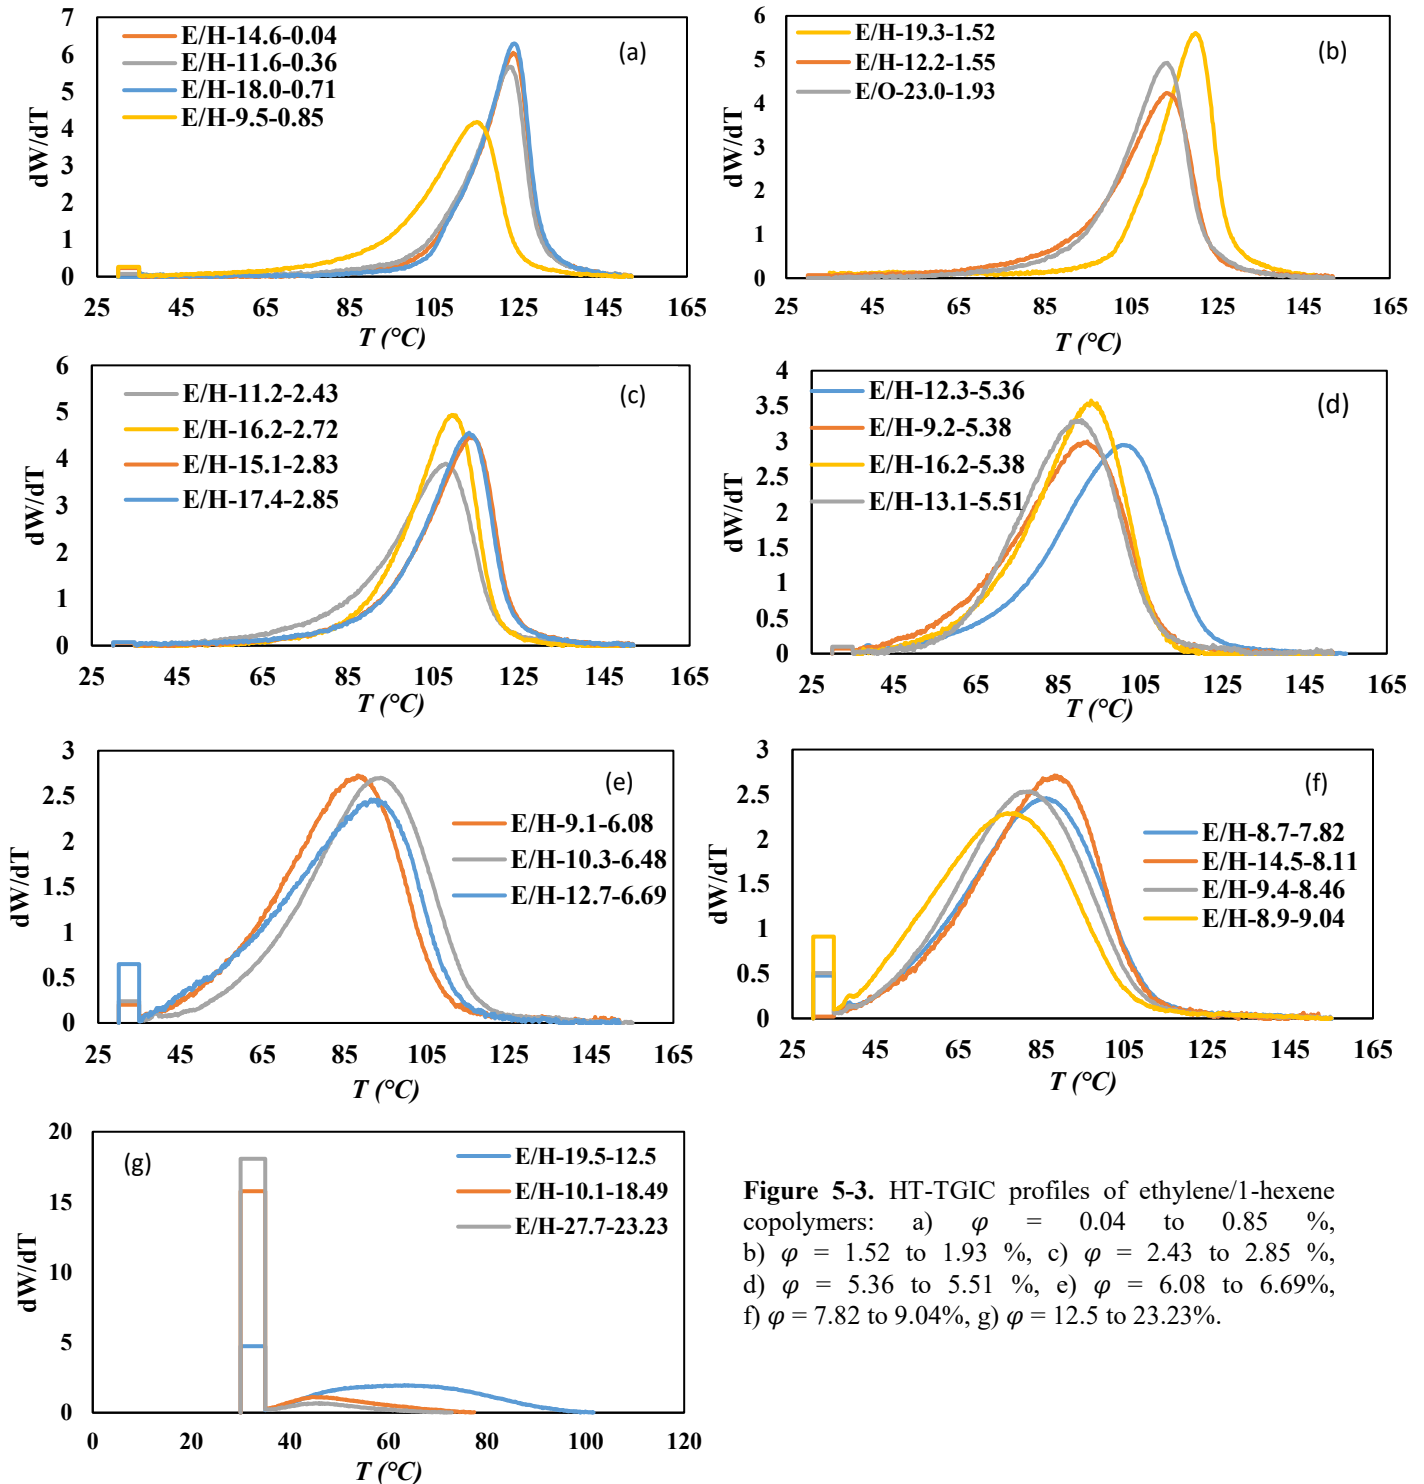 7
6
5
4
3
2
1
0
dW/dT
E/H-14.6-0.04
E/H-11.6-0.36
E/H-18.0-0.71
E/H-9.5-0.85
(a)
25 45 65 85 105 125 145 165
T (°C)
6
5
4
3
2
1
0
dW/dT
E/H-19.3-1.52
E/H-12.2-1.55
E/O-23.0-1.93
(b)
25 45 65 85 105 125 145 165
T (°C)
6
5
4
3
2
1
0
dW/dT
E/H-11.2-2.43
E/H-16.2-2.72
E/H-15.1-2.83
E/H-17.4-2.85
(c)
25 45 65 85 105 125 145 165
T (°C)
4
3.5
3
2.5
2
1.5
1
0.5
0
dW/dT
E/H-12.3-5.36
E/H-9.2-5.38
E/H-16.2-5.38
E/H-13.1-5.51
(d)
25 45 65 85 105 125 145 165
T (°C)
3
2.5
2
1.5
1
0.5
0
dW/dT
(e)
E/H-9.1-6.08
E/H-10.3-6.48
E/H-12.7-6.69
25 45 65 85 105 125 145 165
T (°C)
3
2.5
2
1.5
1
0.5
0
dW/dT
(f)
E/H-8.7-7.82
E/H-14.5-8.11
E/H-9.4-8.46
E/H-8.9-9.04
25 45 65 85 105 125 145 165
T (°C)
20
15
10
5
0
dW/dT
(g)
E/H-19.5-12.5
E/H-10.1-18.49
E/H-27.7-23.23
0 20 40 60 80 100 120
T (°C)
Figure 5-3. HT-TGIC profiles of ethylene/1-hexene
copolymers: a) φ = 0.04 to 0.85 %,
b) φ = 1.52 to 1.93 %, c) φ = 2.43 to 2.85 %,
d) φ = 5.36 to 5.51 %, e) φ = 6.08 to 6.69%,
f) φ = 7.82 to 9.04%, g) φ = 12.5 to 23.23%.